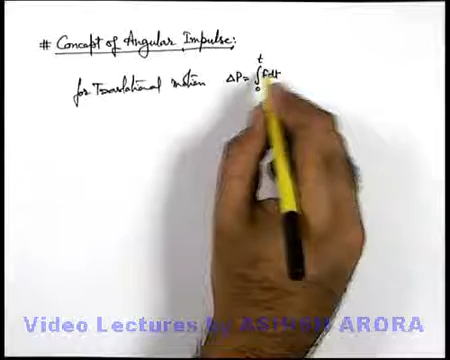 # Concept of Angular Impulse:
for Translational motion ΔP = ∫₀ᵗ Fdt
Video Lectures by ASHISH ARORA